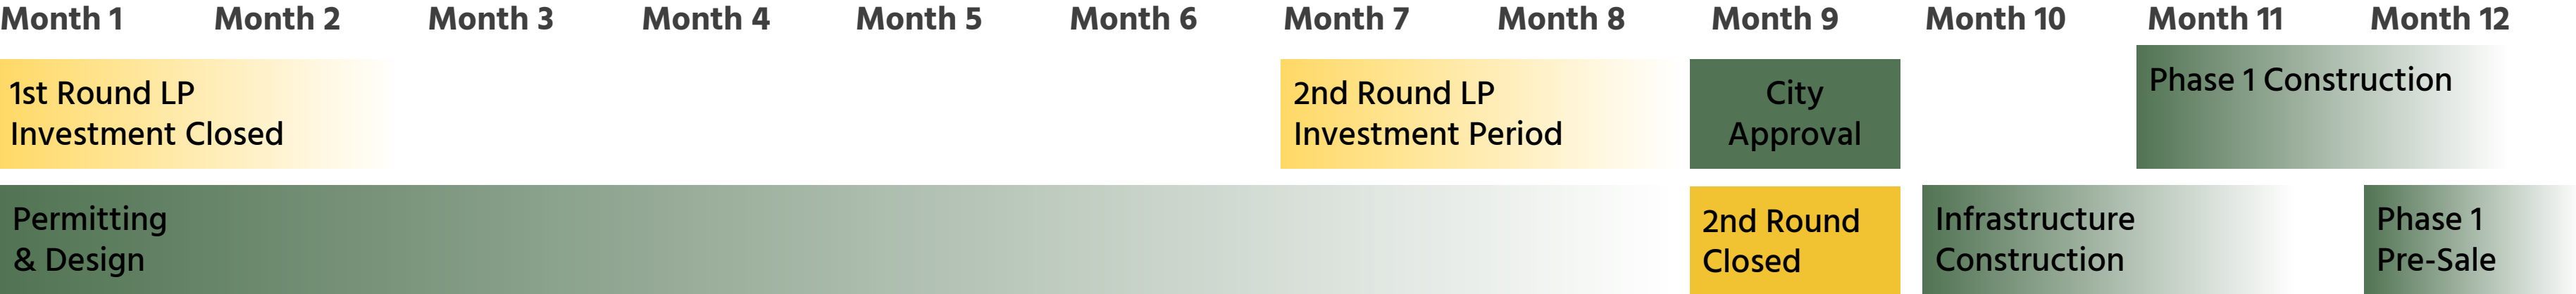 Month 1 Month 2 Month 3 Month 4 Month 5 Month 6 Month 7 Month 8 Month 9 Month 10 Month 11 Month 12
1st Round LP
Investment Closed
2nd Round LP
Investment Period
City
Approval
Phase 1 Construction
Permitting
& Design
2nd Round
Closed
Infrastructure
Construction
Phase 1
Pre-Sale